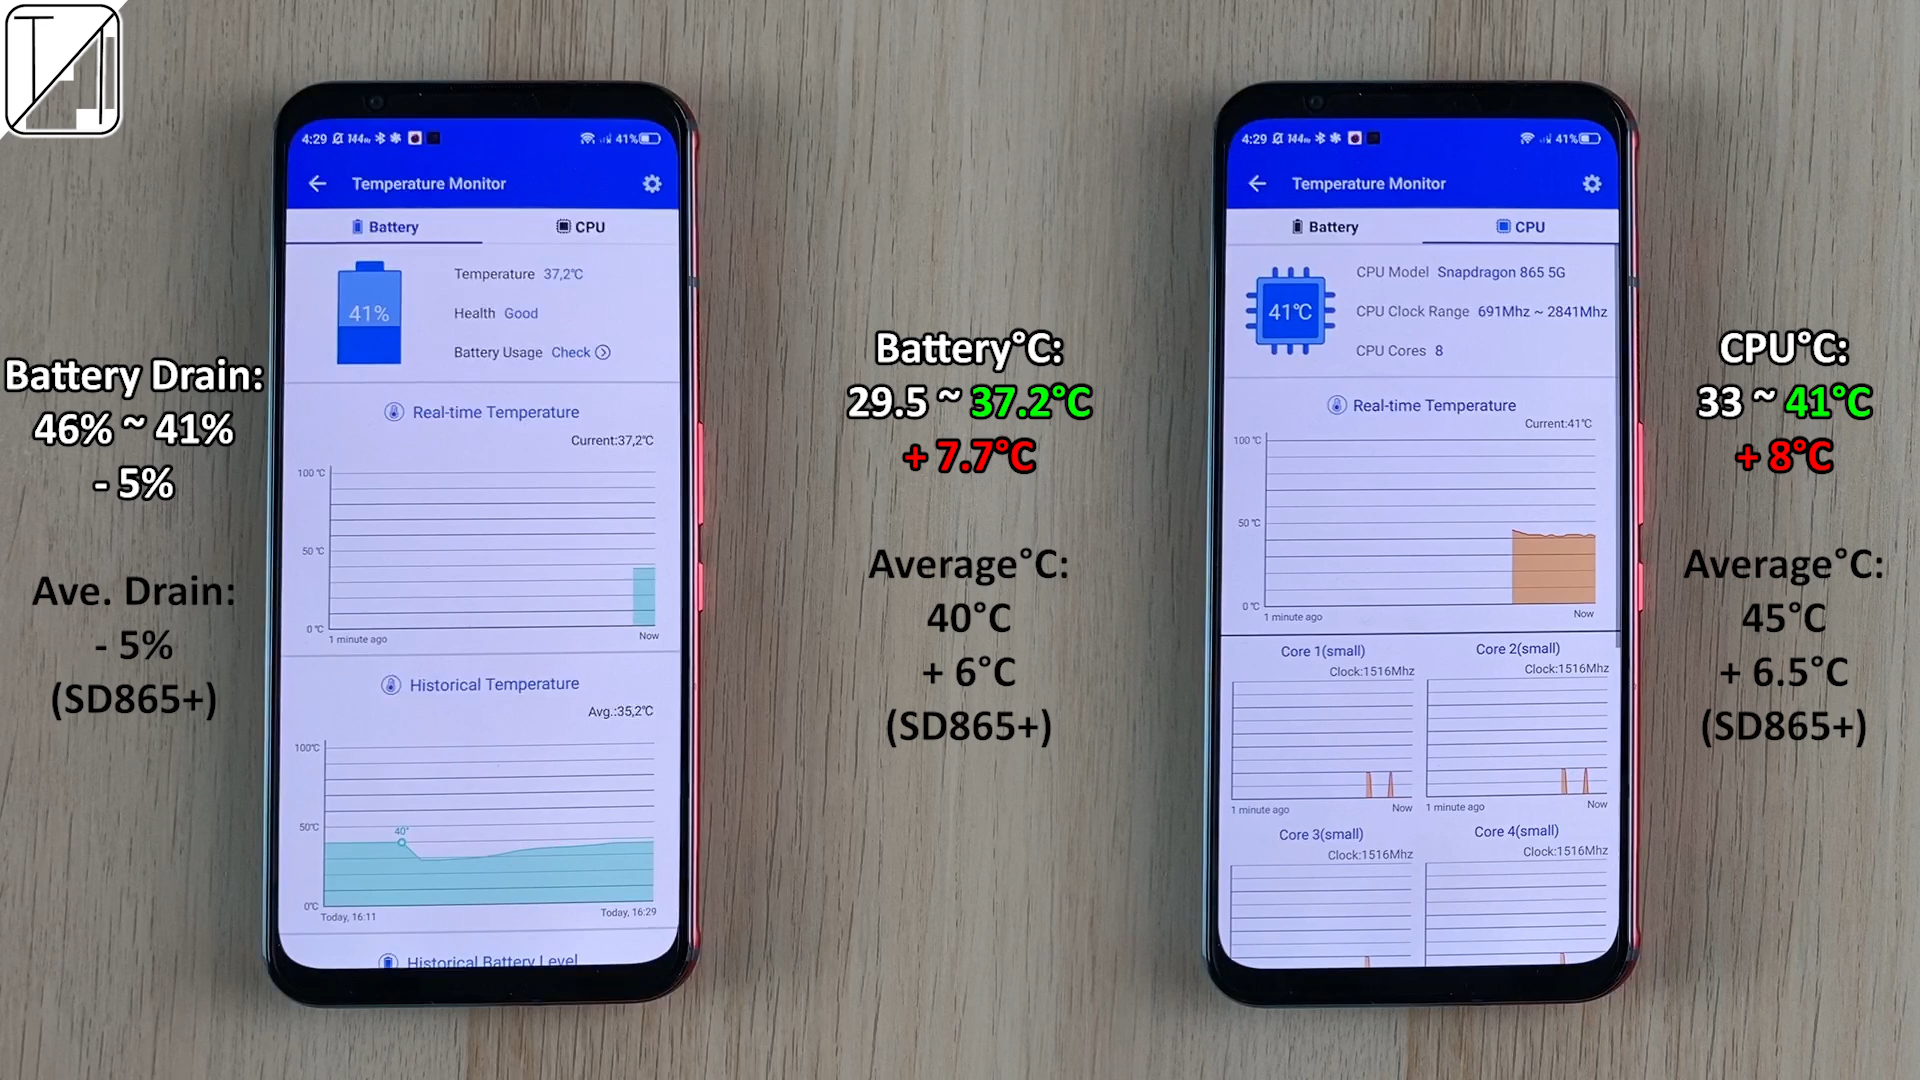 4:29 144Hz 41%
Temperature Monitor
Battery CPU
41%
Temperature 37,2℃
Health Good
Battery Usage Check
Real-time Temperature
Current:37,2℃
100 ℃
50 ℃
0 ℃
1 minute ago
Now
Historical Temperature
Avg.:35,2℃
100℃
50℃
40°
0℃
Today, 16:11
Today, 16:29
Historical Battery Level
Battery Drain:
46% ~ 41%
- 5%
Ave. Drain:
- 5%
(SD865+)
Battery°C:
29.5 ~ 37.2°C
+ 7.7°C
Average°C:
40°C
+ 6°C
(SD865+)
4:29 144Hz 41%
Temperature Monitor
Battery CPU
41℃
CPU Model Snapdragon 865 5G
CPU Clock Range 691Mhz ~ 2841Mhz
CPU Cores 8
Real-time Temperature
Current:41℃
100 ℃
50 ℃
0 ℃
1 minute ago
Now
Core 1(small)
Clock:1516Mhz
1 minute ago
Now
Core 2(small)
Clock:1516Mhz
1 minute ago
Now
Core 3(small)
Clock:1516Mhz
Core 4(small)
Clock:1516Mhz
CPU°C:
33 ~ 41°C
+ 8°C
Average°C:
45°C
+ 6.5°C
(SD865+)